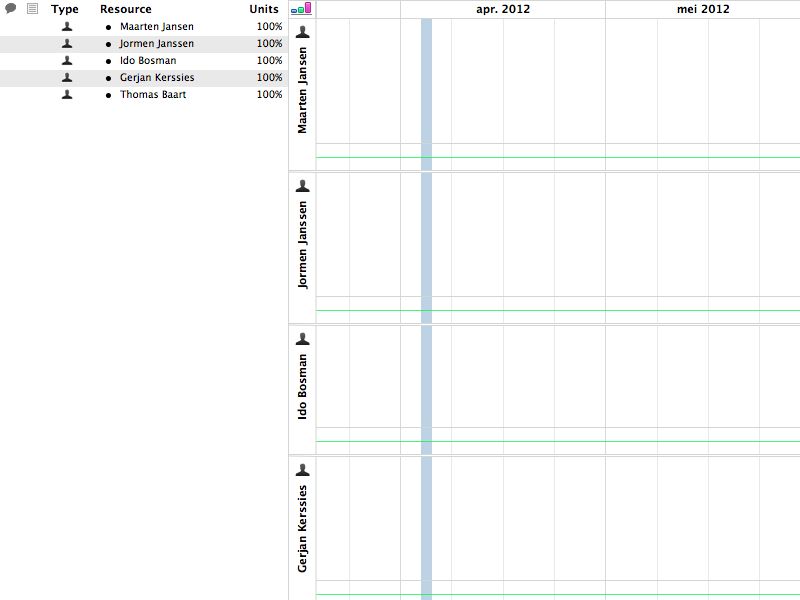 Type Resource Units
Maarten Jansen 100%
Jormen Janssen 100%
Ido Bosman 100%
Gerjan Kerssies 100%
Thomas Baart 100%
apr. 2012 mei 2012
Maarten Jansen
Jormen Janssen
Ido Bosman
Gerjan Kerssies